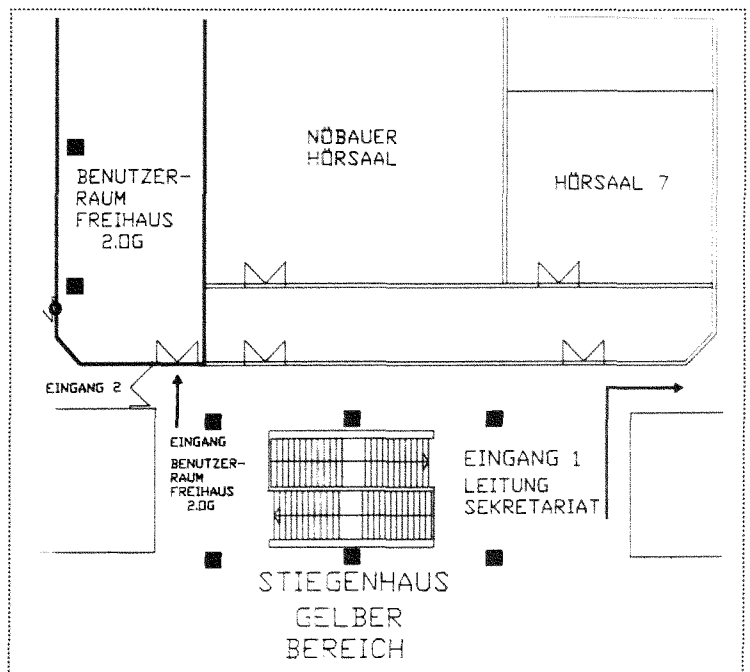 NÖBAUER
HÖRSAAL
BENUTZER-
RAUM
FREIHAUS
2.OG
HÖRSAAL 7
EINGANG 2
EINGANG
BENUTZER-
RAUM
FREIHAUS
2.OG
EINGANG 1
LEITUNG
SEKRETARIAT
STIEGENHAUS
GELBER
BEREICH